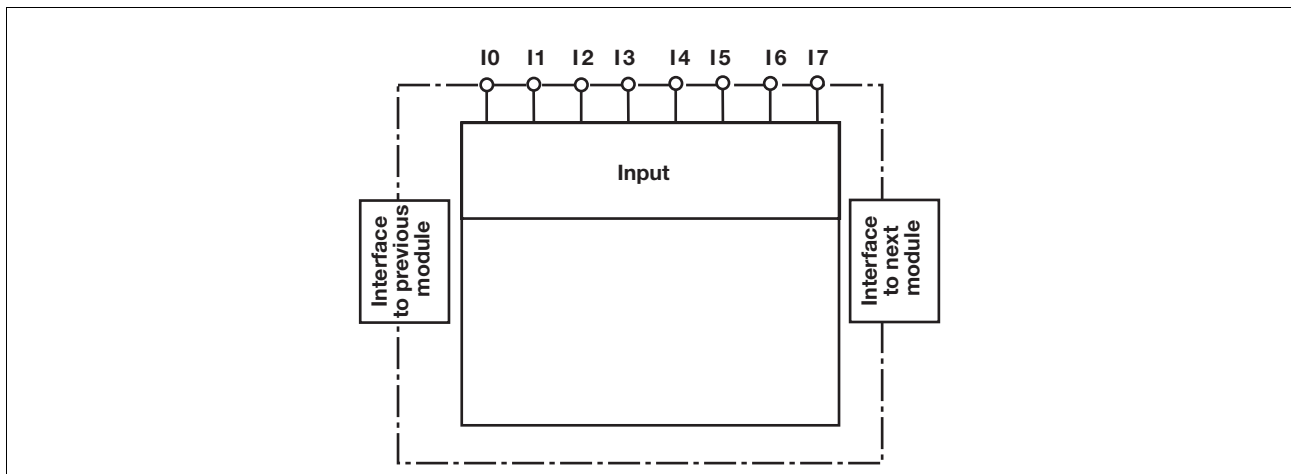 I0 I1 I2 I3 I4 I5 I6 I7
Input
Interface
to previous
module
Interface
to next
module